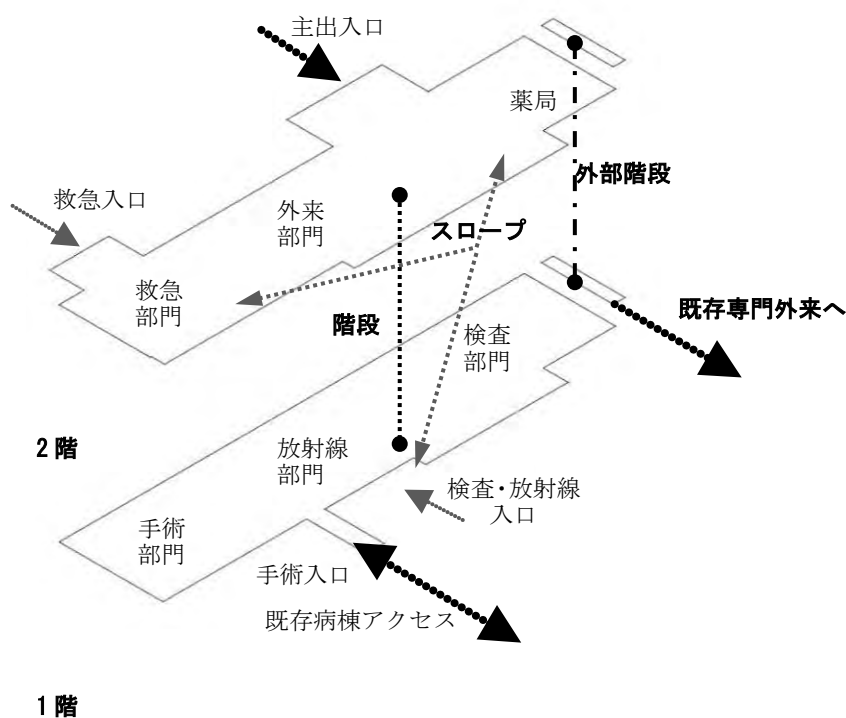 主出入口
薬局
外部階段
救急入口
外来
部門
スロープ
救急
部門
階段
検査
部門
既存専門外来へ
2階
放射線
部門
検査・放射線
入口
手術
部門
手術入口
既存病棟アクセス
1階